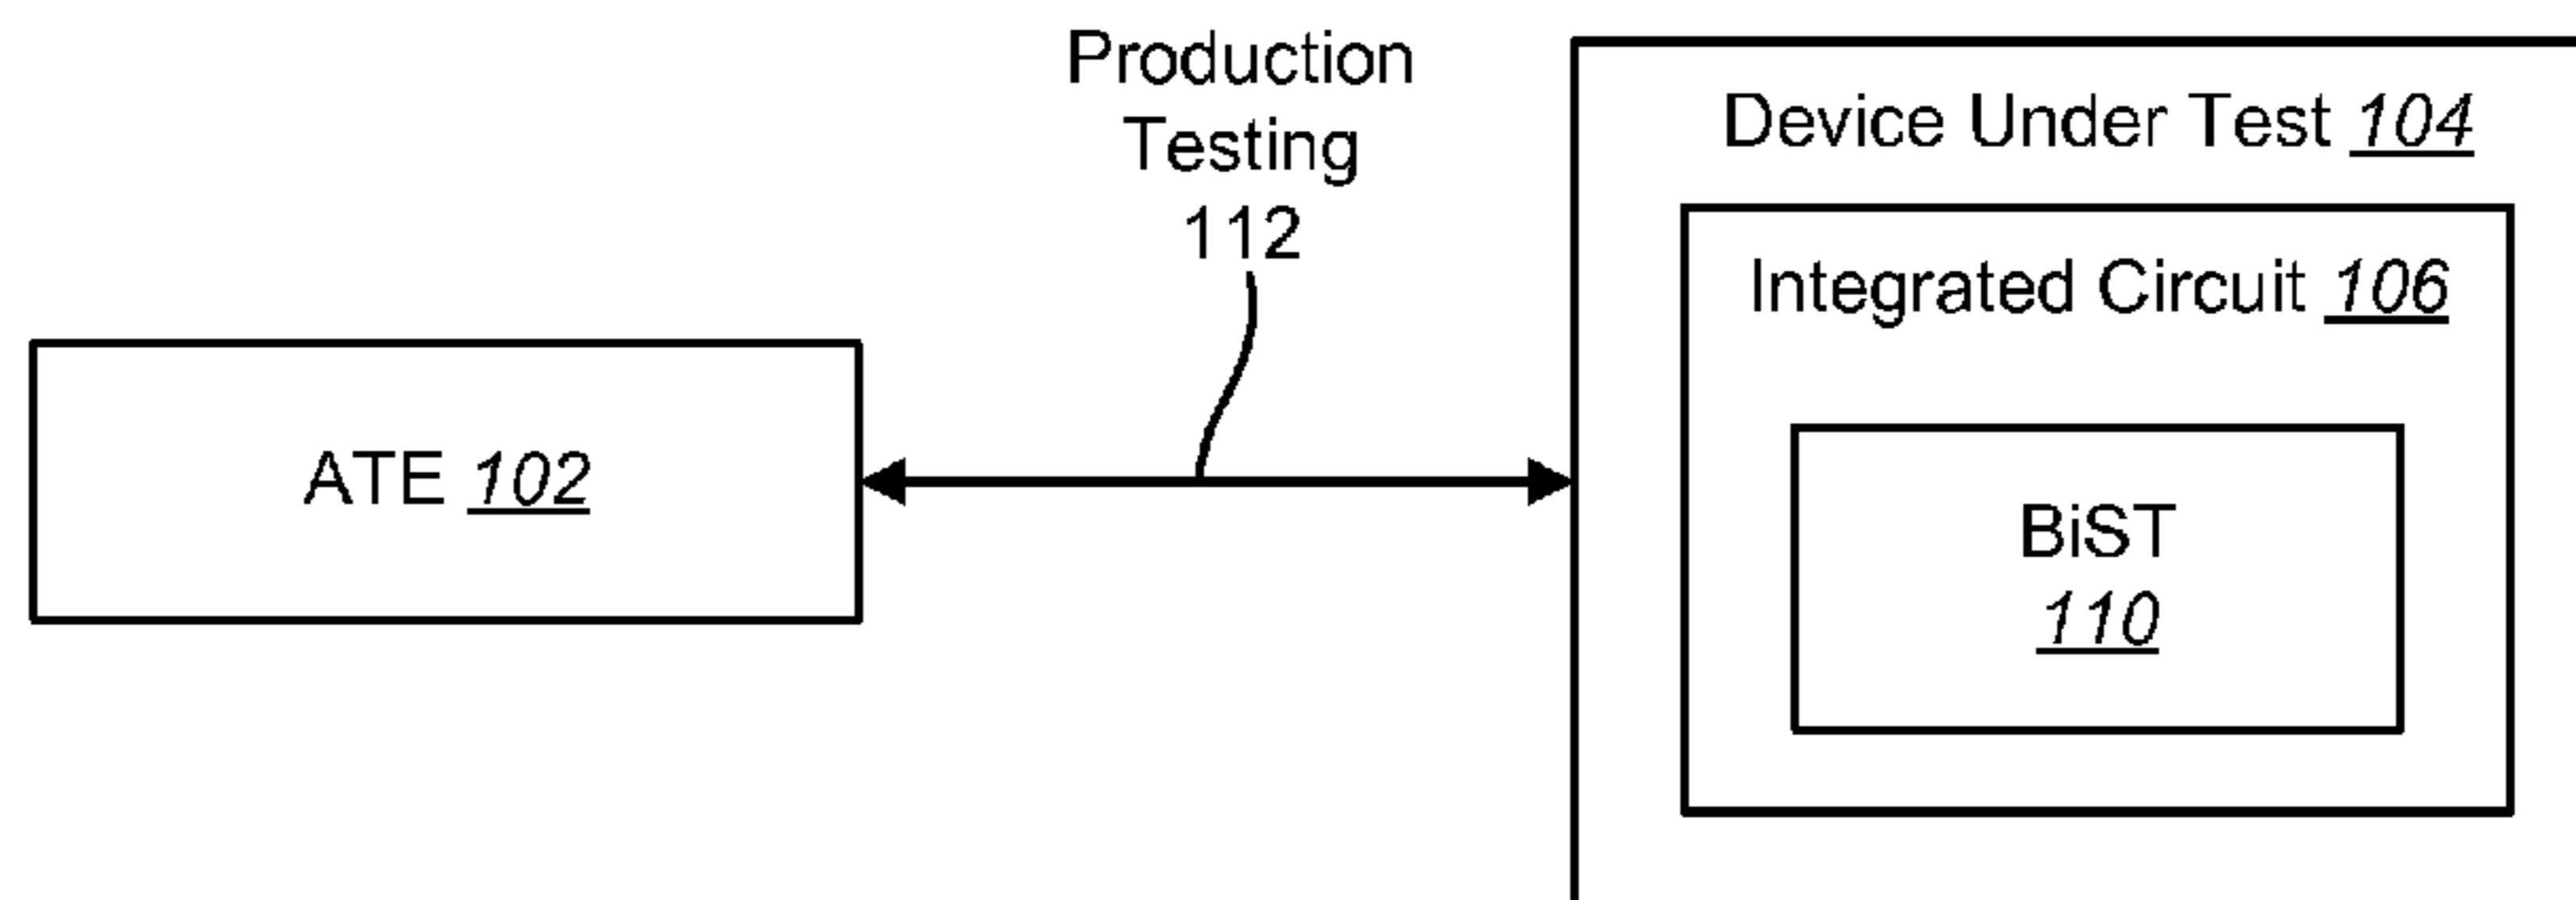 Production
Testing
112
Device Under Test 104
Integrated Circuit 106
ATE 102
BiST
110